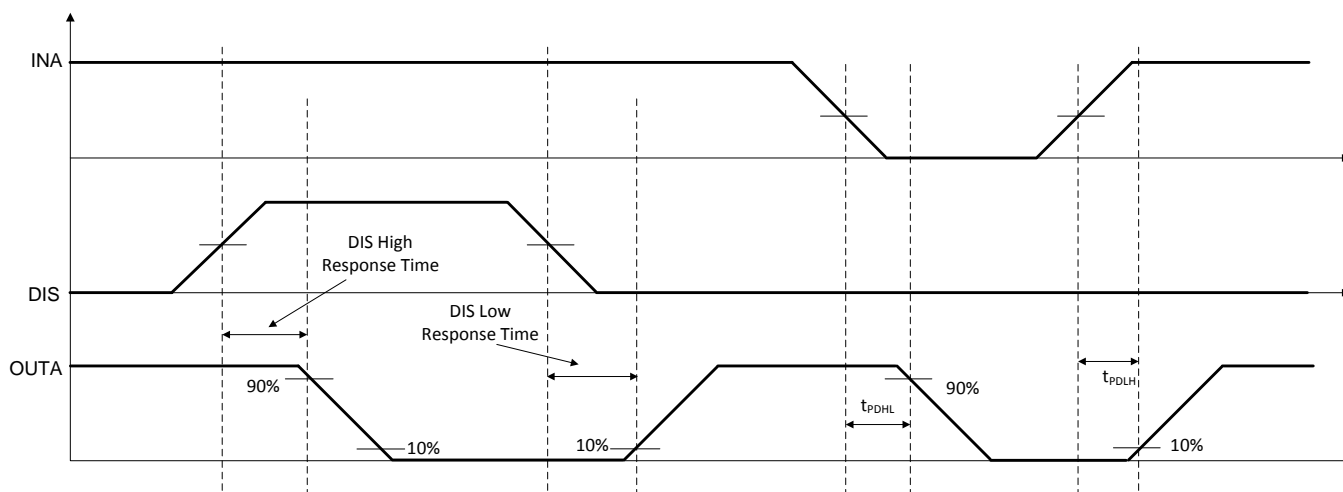 INA
DIS High
Response Time
DIS
DIS Low
Response Time
OUTA
90%
10%
10%
tPDHL
90%
tPDLH
10%